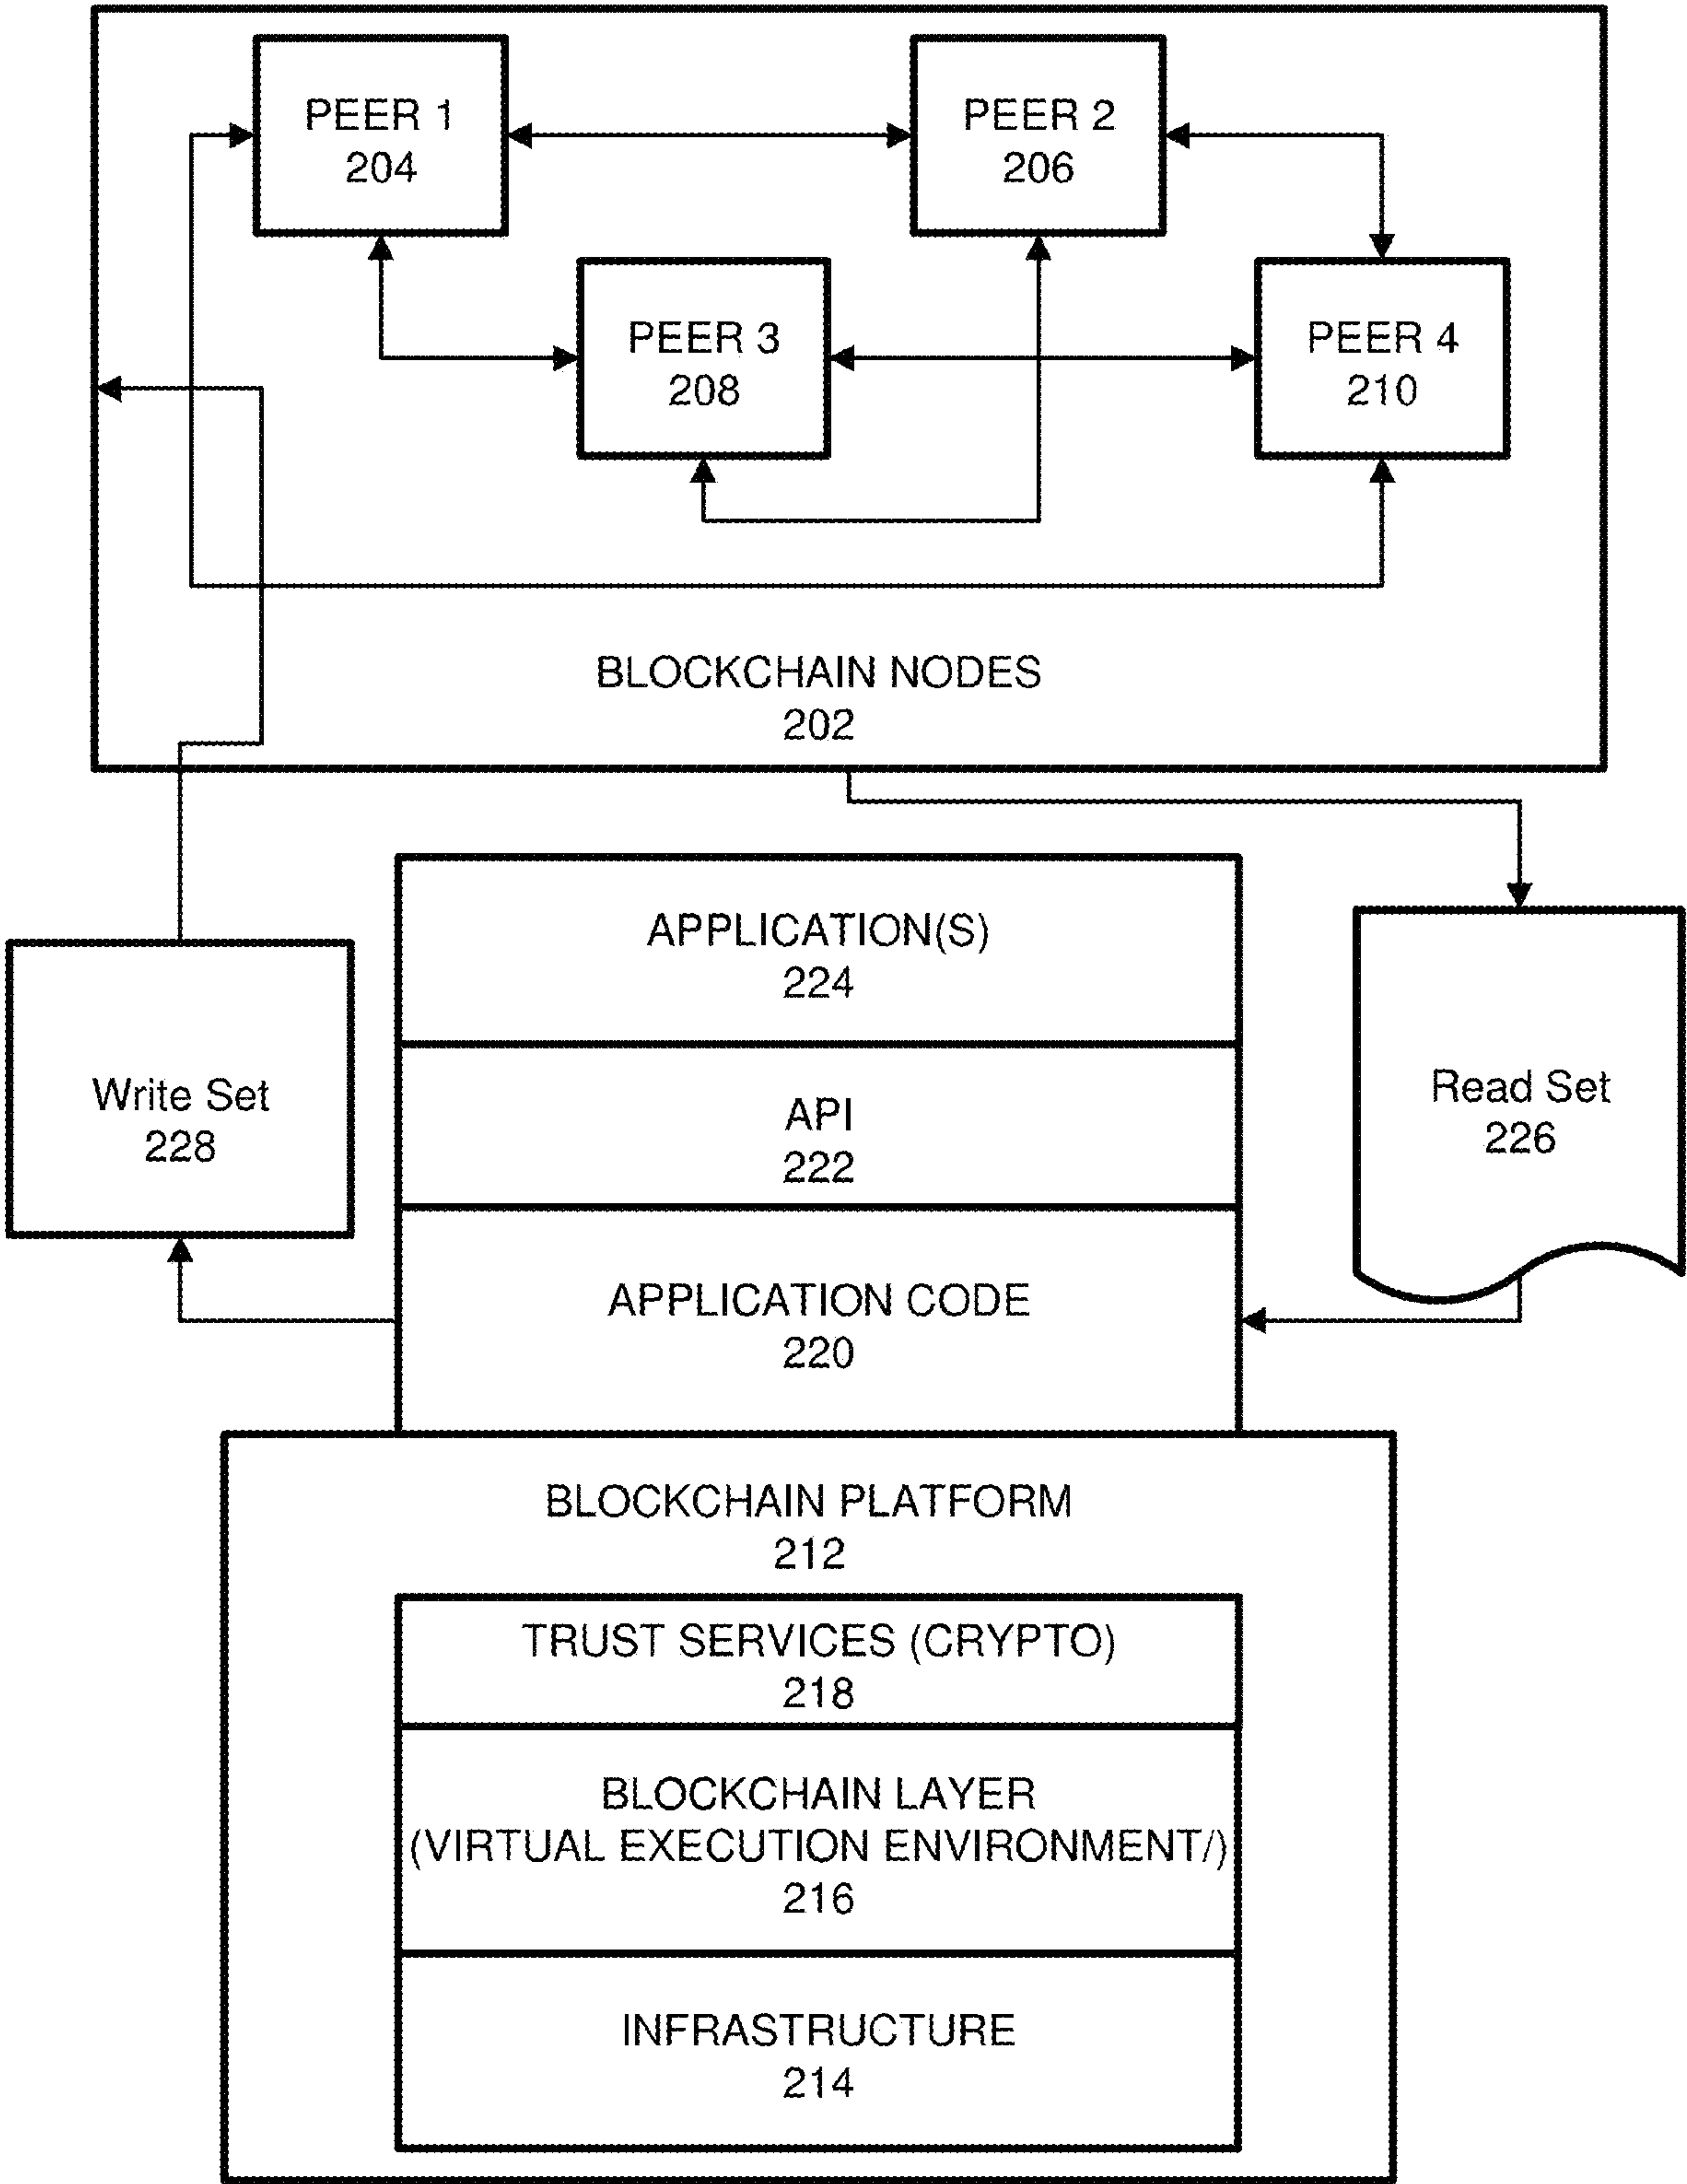 PEER 1
204
PEER 2
206
PEER 3
208
PEER 4
210
BLOCKCHAIN NODES
202
APPLICATION(S)
224
Write Set
228
API
222
Read Set
226
APPLICATION CODE
220
BLOCKCHAIN PLATFORM
212
TRUST SERVICES (CRYPTO)
218
BLOCKCHAIN LAYER
(VIRTUAL EXECUTION ENVIRONMENT/)
216
INFRASTRUCTURE
214